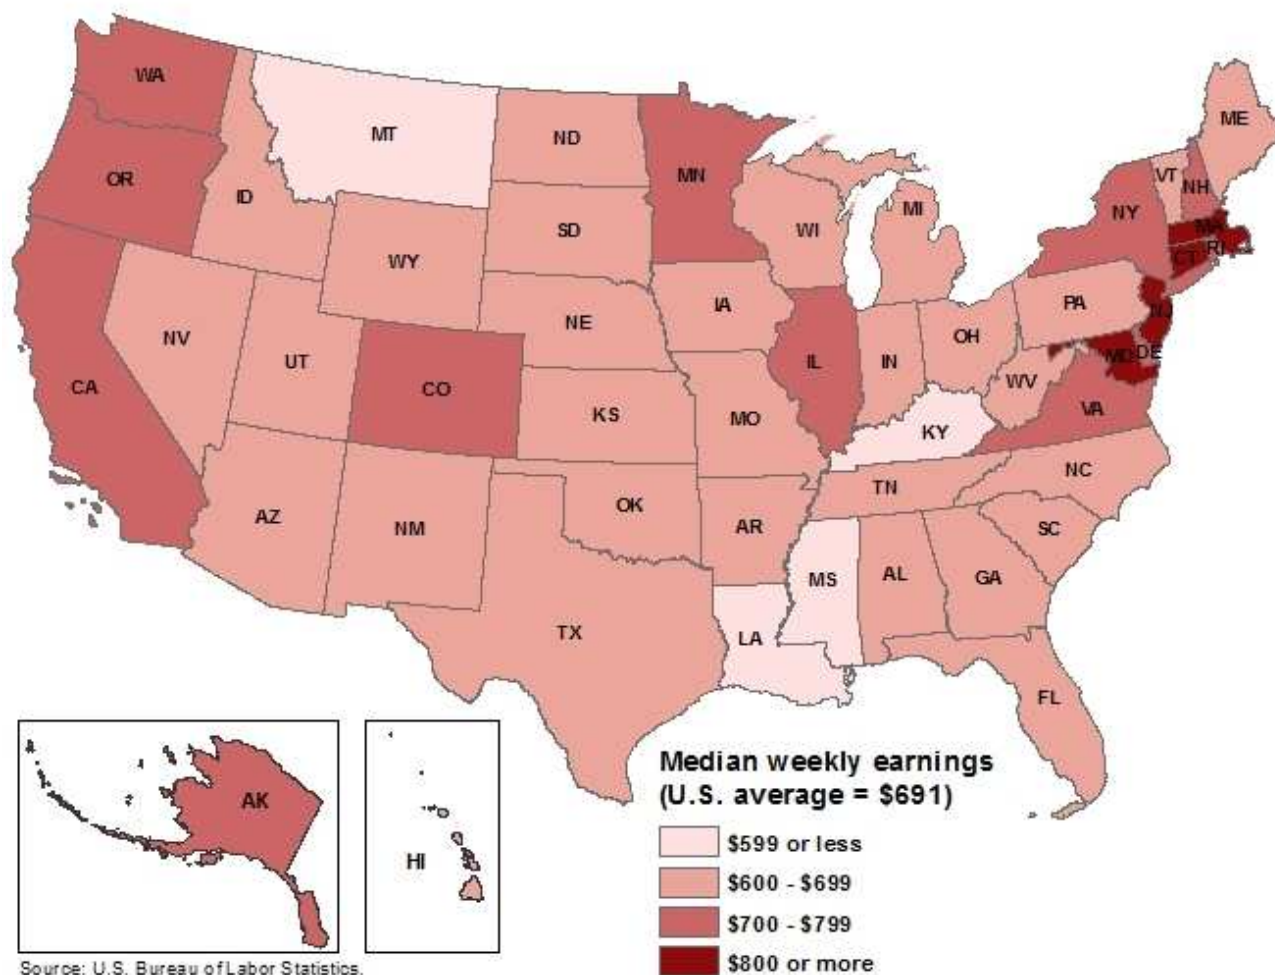 WA
MT
ND
MN
ME
OR
ID
SD
WI
MI
VT
NH
NY
MA
RI
CT
WY
IA
PA
NJ
NE
NV
UT
CO
IL
IN
OH
MD
DE
WV
VA
CA
KS
MO
KY
NC
TN
AZ
NM
OK
AR
SC
MS
AL
GA
TX
LA
FL
AK
HI
Median weekly earnings
(U.S. average = $691)
$599 or less
$600 - $699
$700 - $799
$800 or more
Source: U.S. Bureau of Labor Statistics.